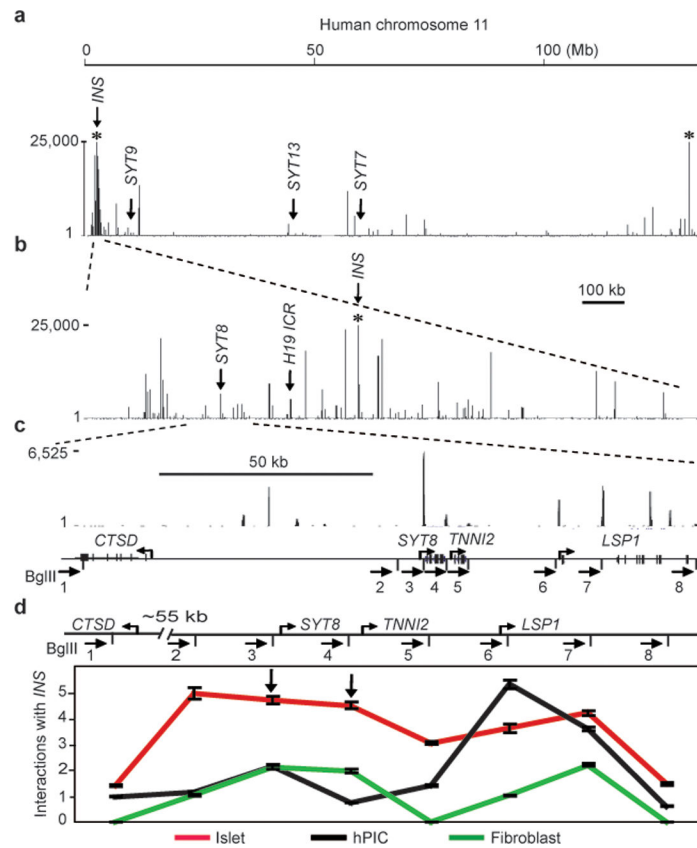 a
Human chromosome 11
0 50 100 (Mb)
INS
* *
25,000
SYT9 SYT13 SYT7
1
b
INS
100 kb
25,000
*
SYT8 H19 ICR
1
c
6,525
50 kb
1
CTSD SYT8 TNNI2 LSP1
BglII
1 2 3 4 5 6 7 8
d
CTSD ~55 kb SYT8 TNNI2 LSP1
BglII
1 2 3 4 5 6 7 8
Interactions with INS
5
4
3
2
1
0
Islet hPIC Fibroblast